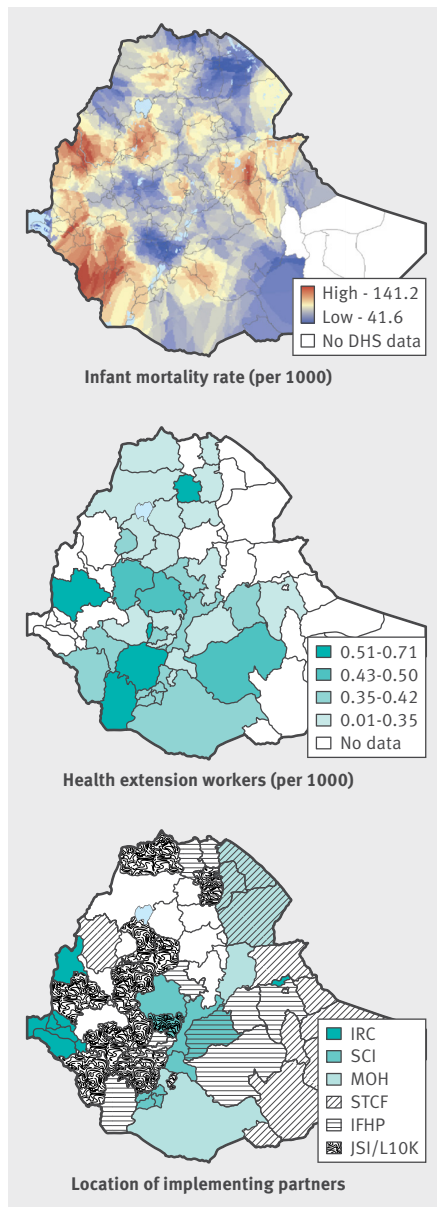 High - 141.2
Low - 41.6
No DHS data
Infant mortality rate (per 1000)
0.51-0.71
0.43-0.50
0.35-0.42
0.01-0.35
No data
Health extension workers (per 1000)
IRC
SCI
MOH
STCF
IFHP
JSI/L10K
Location of implementing partners